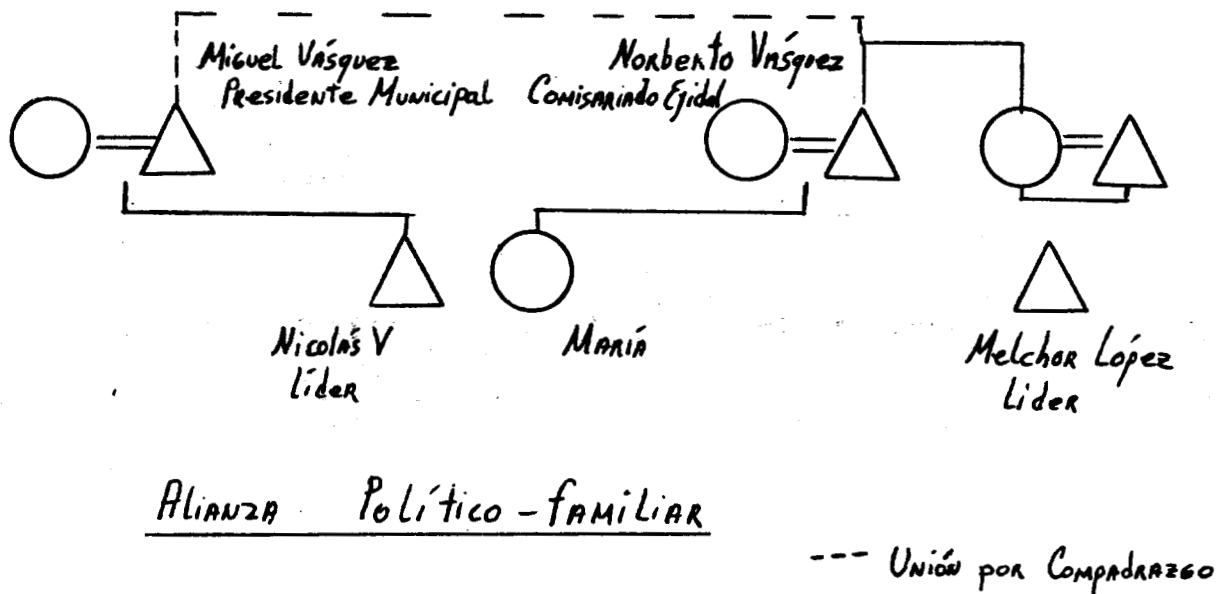 Miguel Vásquez
Presidente Municipal
Norberto Vásquez
Comisariado Ejidal
Nicolás V
líder
María
Melchor López
Lider
Alianza Político-familiar
--- Unión por Compadrazgo